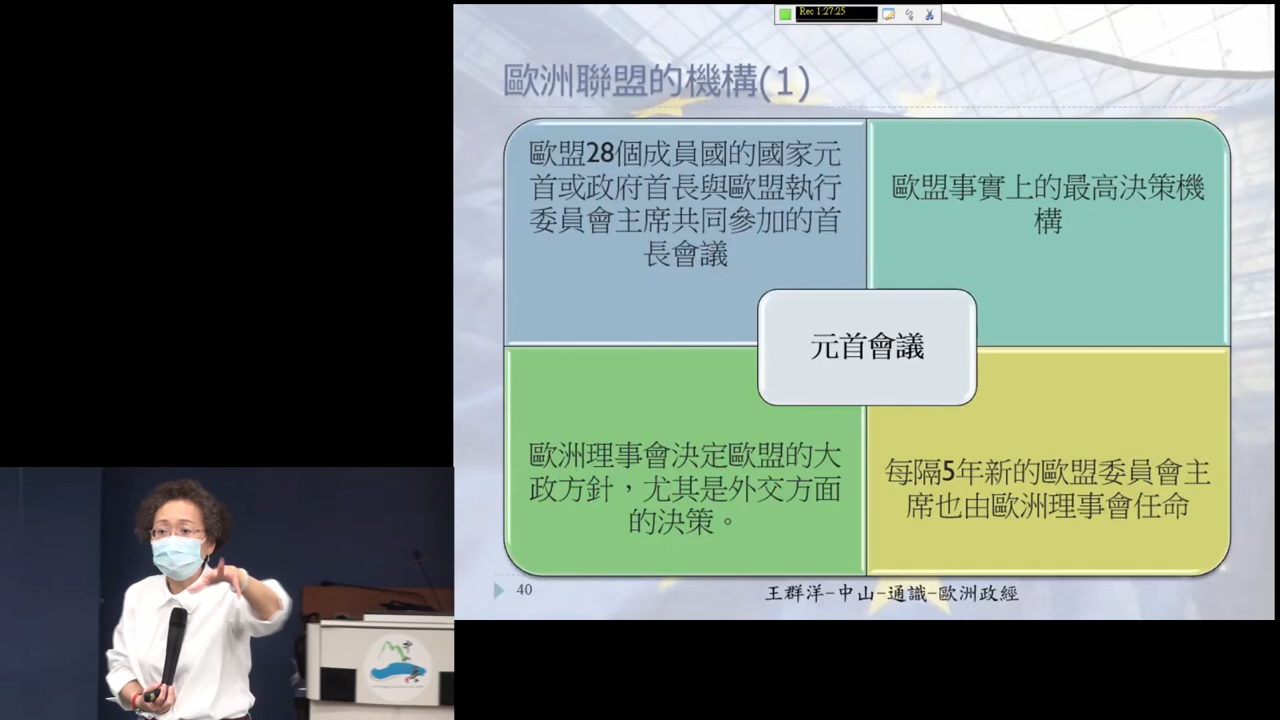 Rec 1:27:25
歐洲聯盟的機構(1)
歐盟28個成員國的國家元
首或政府首長與歐盟執行
委員會主席共同參加的首
長會議
歐盟事實上的最高決策機
構
元首會議
歐洲理事會決定歐盟的大
政方針，尤其是外交方面
的決策。
每隔5年新的歐盟委員會主
席也由歐洲理事會任命
40
王群洋-中山-通識-歐洲政經